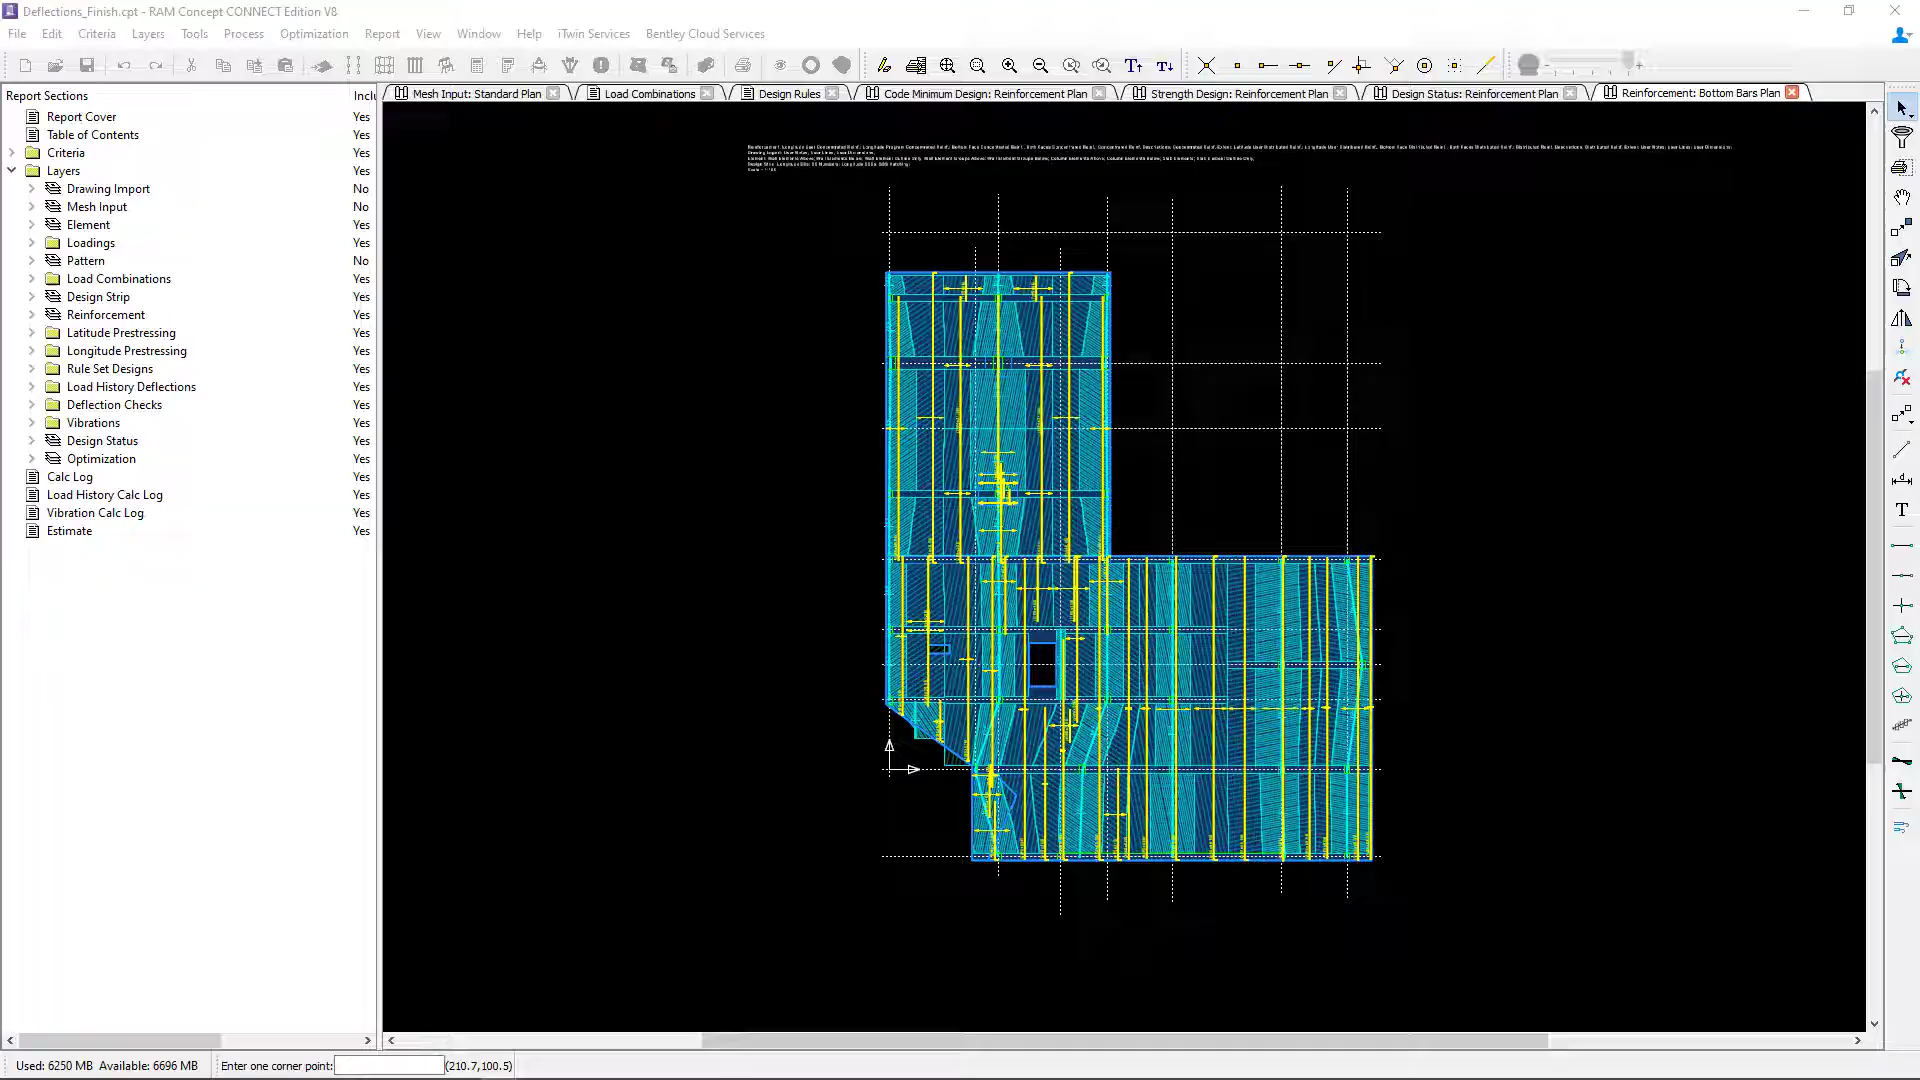 Deflections_Finish.cpt - RAM Concept CONNECT Edition V8
File Edit Criteria Layers Tools Process Optimization Report View Window Help iTwin Services Bentley Cloud Services
Report Sections Inclu
Mesh Input: Standard Plan Load Combinations Design Rules Code Minimum Design: Reinforcement Plan Strength Design: Reinforcement Plan Design Status: Reinforcement Plan Reinforcement: Bottom Bars Plan
Report Cover Yes
Table of Contents Yes
Criteria Yes
Layers Yes
Drawing Import No
Mesh Input No
Element Yes
Loadings Yes
Pattern No
Load Combinations Yes
Design Strip Yes
Reinforcement Yes
Latitude Prestressing Yes
Longitude Prestressing Yes
Rule Set Designs Yes
Load History Deflections Yes
Deflection Checks Yes
Vibrations Yes
Design Status Yes
Optimization Yes
Calc Log Yes
Load History Calc Log Yes
Vibration Calc Log Yes
Estimate Yes
Used: 6250 MB Available: 6696 MB Enter one corner point: (210.7,100.5)